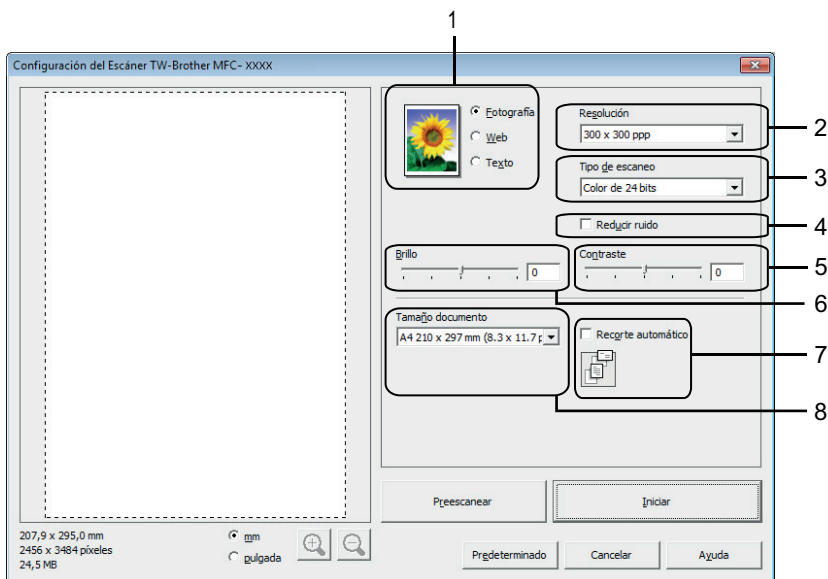 1
Configuración del Escáner TW-Brother MFC- XXXX
Fotografía
Web
Texto
Resolución
300 x 300 ppp
2
Tipo de escaneo
Color de 24 bits
3
Reducir ruido
4
Brillo
0
Contraste
0
5
6
Tamaño documento
A4 210 x 297 mm (8.3 x 11.7 p
Recorte automático
7
8
Preescanear
Iniciar
207,9 x 295,0 mm
2456 x 3484 píxeles
24,5 MB
mm
pulgada
Predeterminado
Cancelar
Ayuda